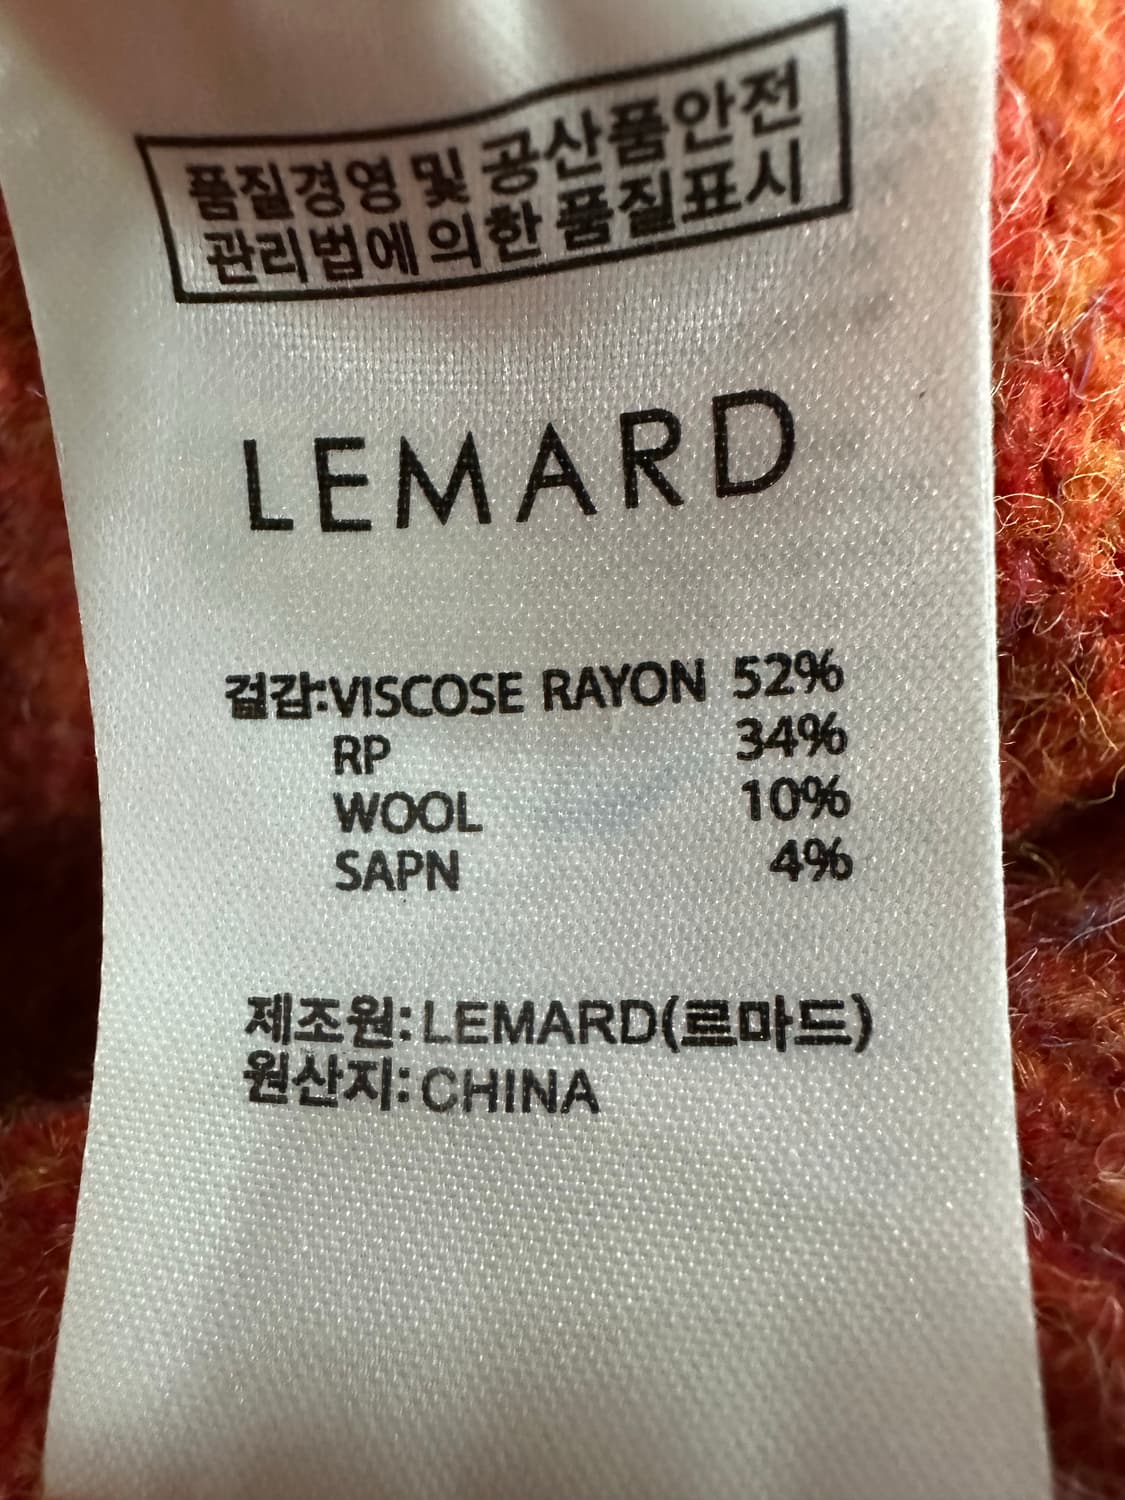 품질경영 및 공산품안전
관리법에 의한 품질표시
LEMARD
겉감:VISCOSE RAYON 52%
RP 34%
WOOL 10%
SAPN 4%
제조원:LEMARD(르마드)
원산지:CHINA